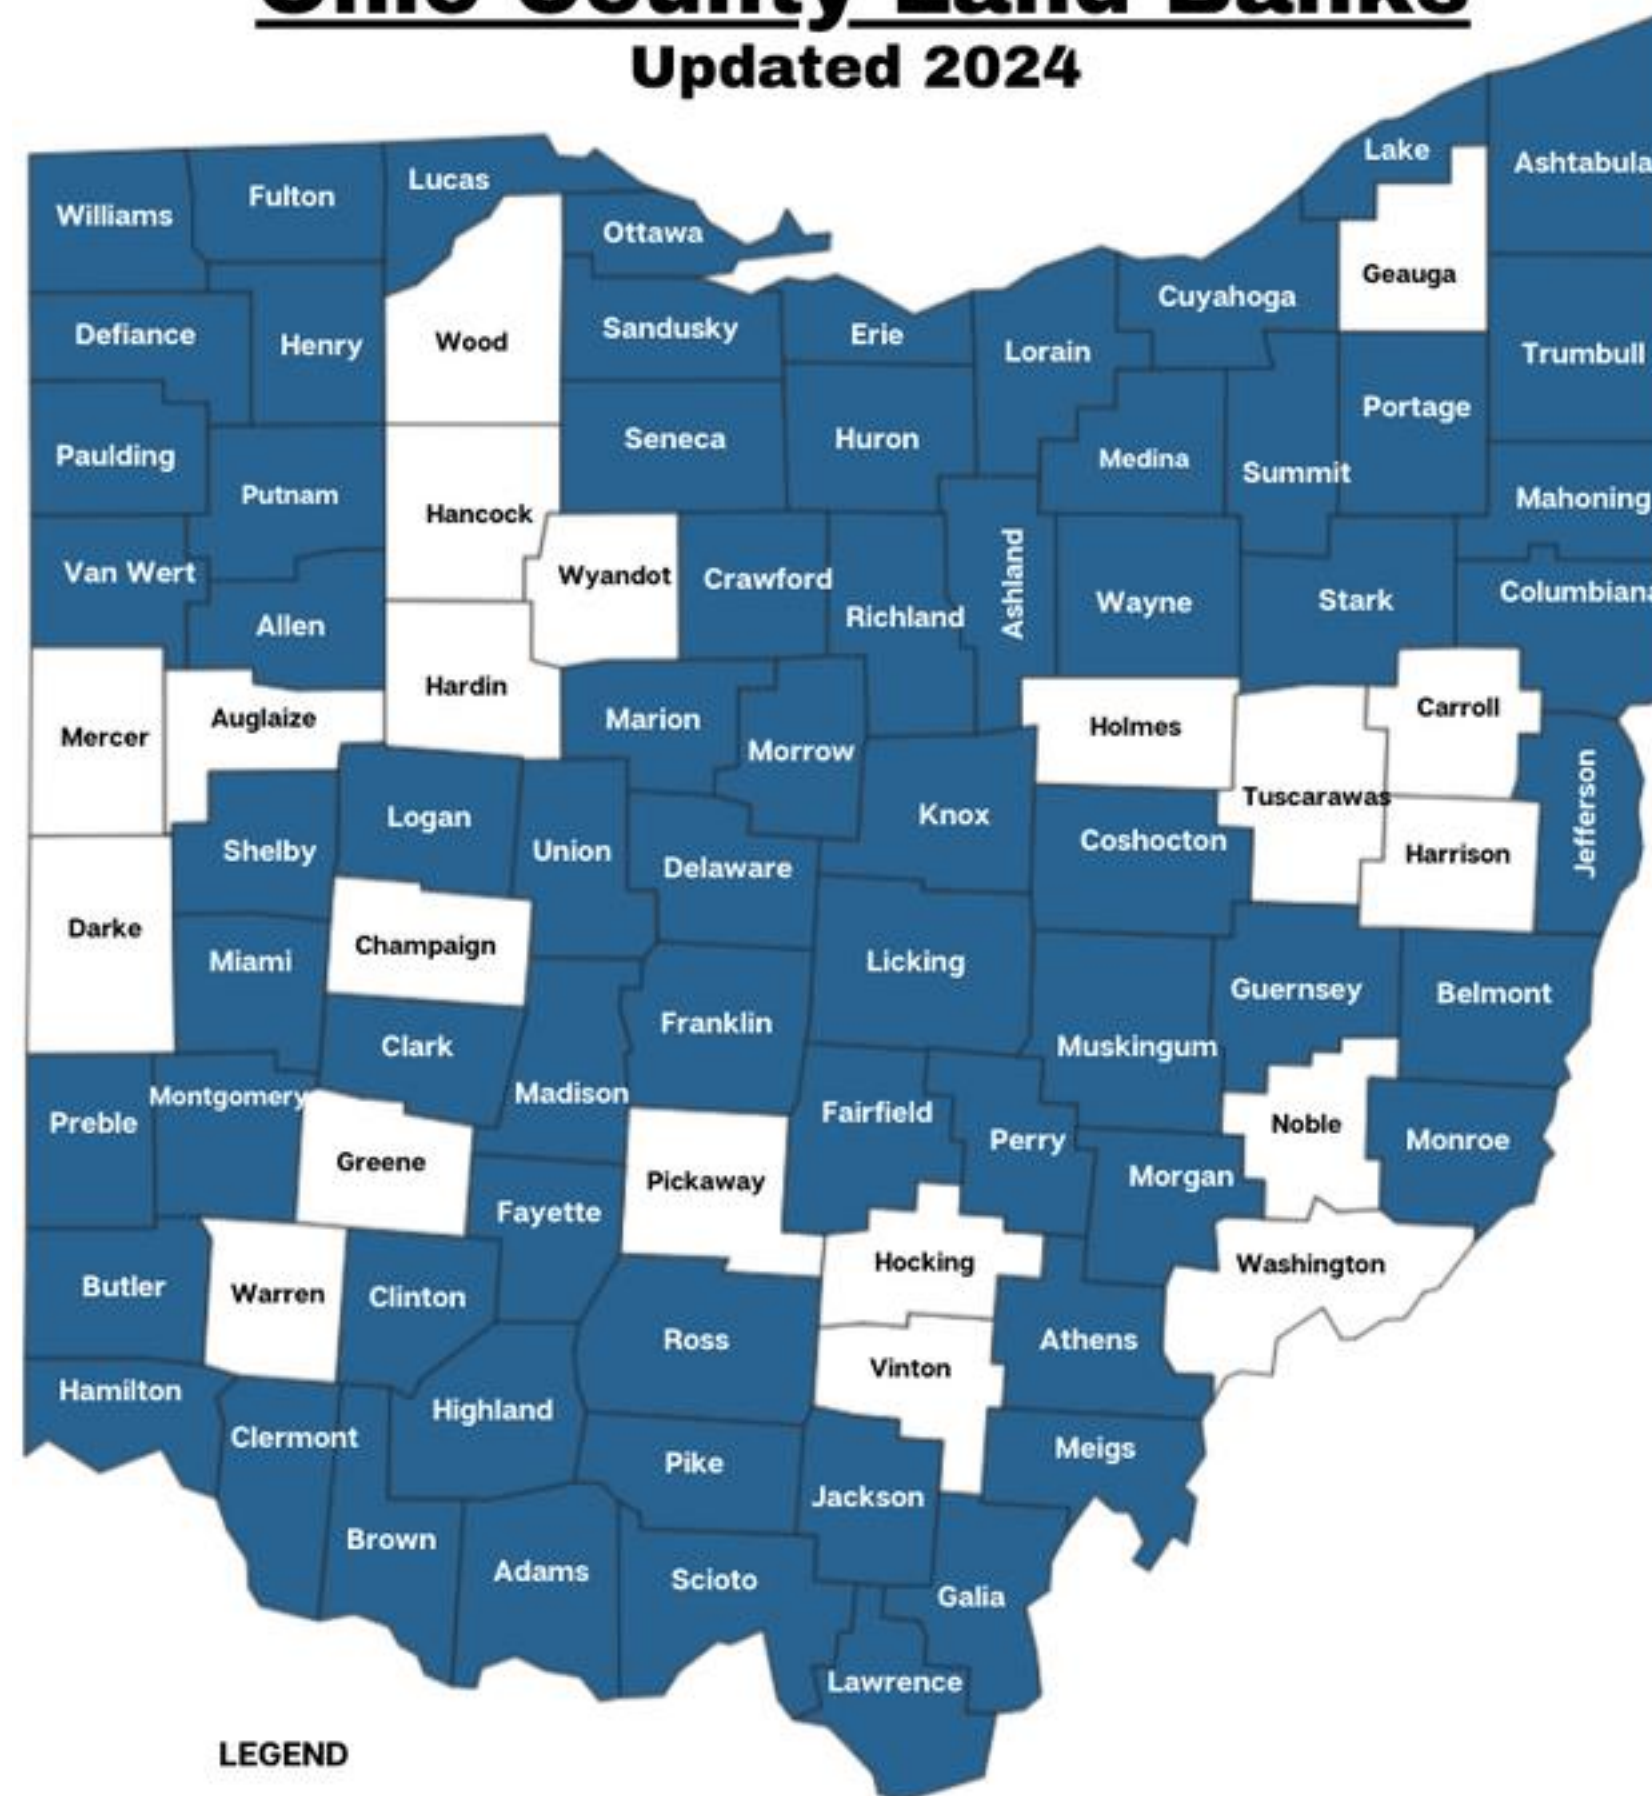 Ohio County Land Banks
Updated 2024
Lake
Ashtabula
Lucas
Fulton
Williams
Ottawa
Geauga
Cuyahoga
Sandusky
Defiance
Erie
Wood
Henry
Lorain
Trumbull
Portage
Seneca
Huron
Paulding
Medina
Summit
Putnam
Mahoning
Hancock
Van Wert
Wyandot
Crawford
Ashland
Columbiana
Stark
Wayne
Richland
Allen
Hardin
Carroll
Auglaize
Marion
Holmes
Mercer
Morrow
Tuscarawas
Jefferson
Knox
Logan
Coshocton
Shelby
Union
Harrison
Delaware
Darke
Champaign
Miami
Licking
Guernsey
Belmont
Franklin
Clark
Muskingum
Madison
Montgomery
Fairfield
Preble
Noble
Perry
Monroe
Greene
Morgan
Pickaway
Fayette
Hocking
Washington
Butler
Warren
Clinton
Ross
Athens
Vinton
Hamilton
Highland
Clermont
Meigs
Pike
Jackson
Brown
Adams
Scioto
Galia
Lawrence
LEGEND